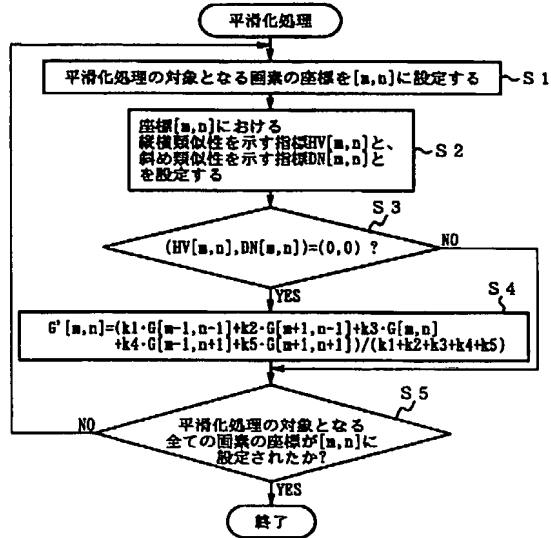 平滑化処理
平滑化処理の対象となる画素の座標を[m,n]に設定する
S1
座標[m,n]における
縦横類似性を示す指標HV[m,n]と、
斜め類似性を示す指標DN[m,n]と
を設定する
S2
S3
(HV[m,n],DN[m,n])=(0,0) ?
NO
YES
S4
G'[m,n]=(k1·G[m-1,n-1]+k2·G[m+1,n-1]+k3·G[m,n]
+k4·G[m-1,n+1]+k5·G[m+1,n+1])/(k1+k2+k3+k4+k5)
S5
NO
平滑化処理の対象となる
全ての画素の座標が[m,n]に
設定されたか?
YES
終了